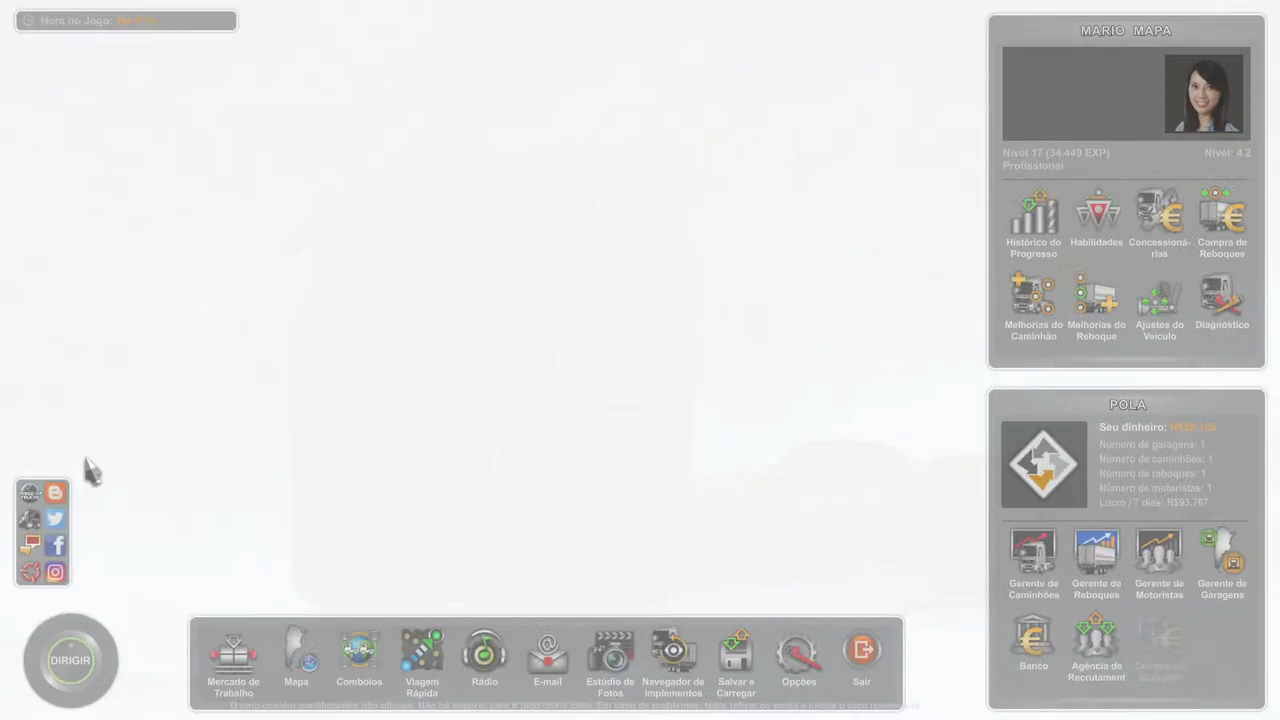 Hora no Jogo:
MARIO MAPA
Nível 17 (34.449 EXP)
Nível: 4.2
Profissional
Histórico do
Progresso
Habilidades
Concessioná-
rias
Compra de
Reboques
Melhorias do
Caminhão
Melhorias do
Reboque
Ajustes do
Veículo
Diagnóstico
POLA
Seu dinheiro:
Número de garagens: 1
Número de caminhões: 1
Número de reboques: 1
Número de motoristas: 1
Lucro / 7 dias: R$93.767
Gerente de
Caminhões
Gerente de
Reboques
Gerente de
Motoristas
Gerente de
Garagens
Banco
Agência de
Recrutament
DIRIGIR
Mercado de
Trabalho
Mapa
Comboios
Viagem
Rápida
Rádio
E-mail
Estúdio de
Fotos
Navegador de
Implementos
Salvar e
Carregar
Opções
Sair